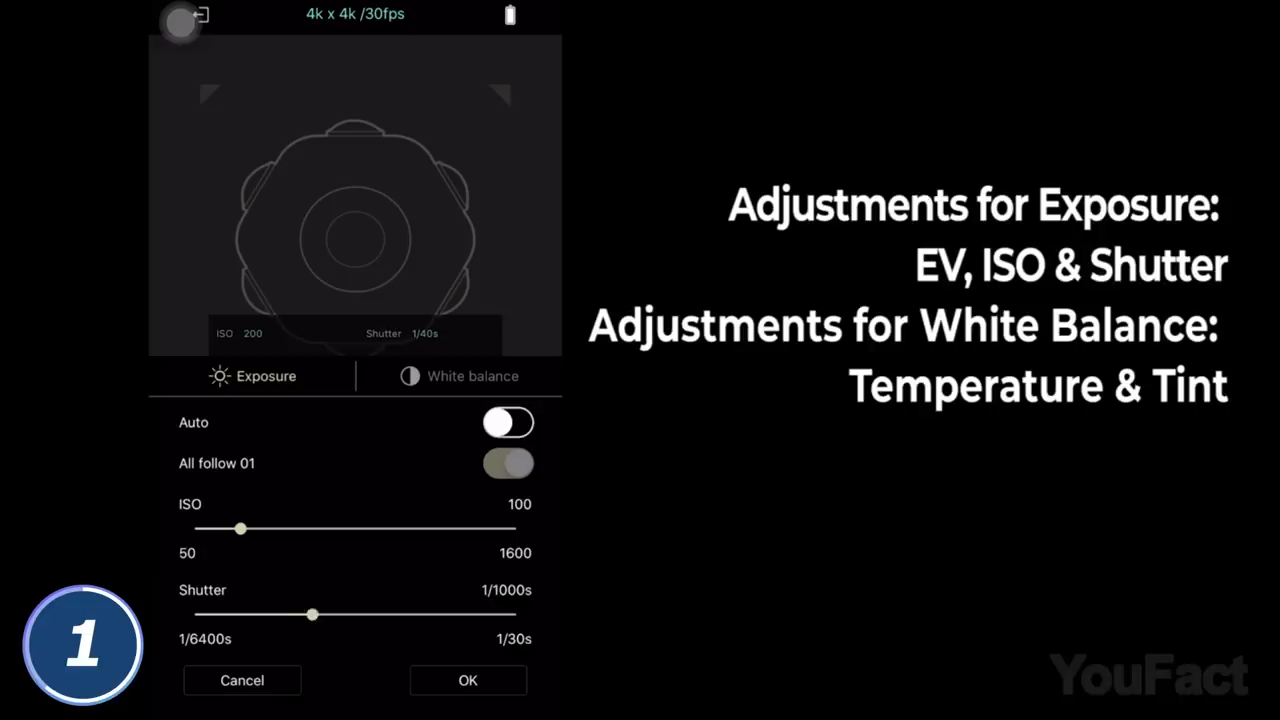 4k x 4k /30fps
Adjustments for Exposure:
EV, ISO & Shutter
Adjustments for White Balance:
Temperature & Tint
ISO 200 Shutter 1/40s
Exposure White balance
Auto
All follow 01
ISO 100
50 1600
Shutter 1/1000s
1/6400s 1/30s
Cancel OK
1
YouFact